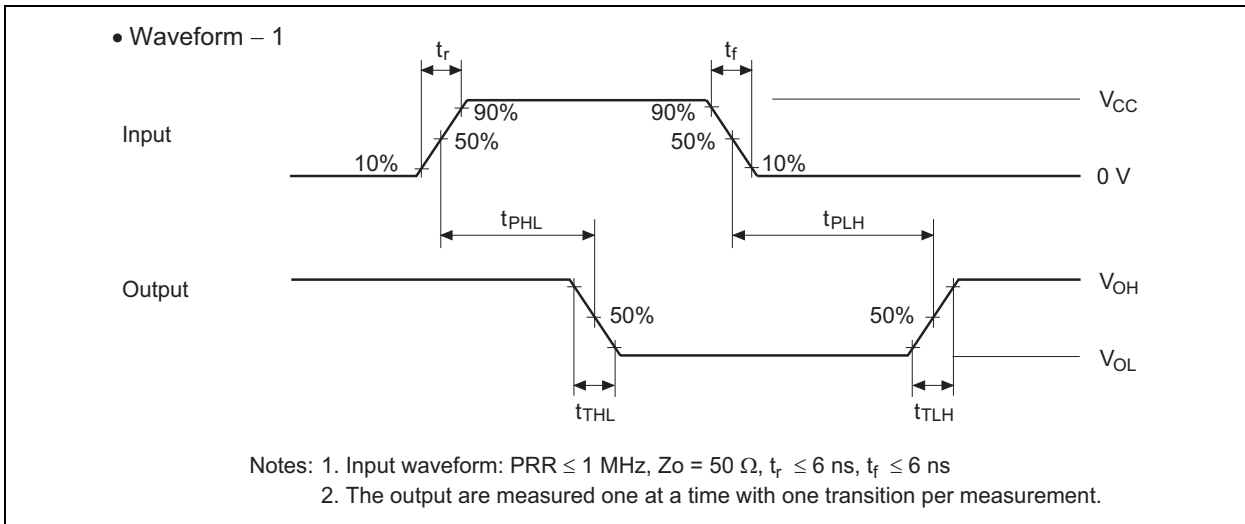 • Waveform – 1
tr
tf
90%
90%
VCC
Input
50%
50%
10%
10%
0 V
tPHL
tPLH
Output
VOH
50%
50%
VOL
tTHL
tTLH
Notes: 1. Input waveform: PRR ≤ 1 MHz, Zo = 50 Ω, tr ≤ 6 ns, tf ≤ 6 ns
2. The output are measured one at a time with one transition per measurement.